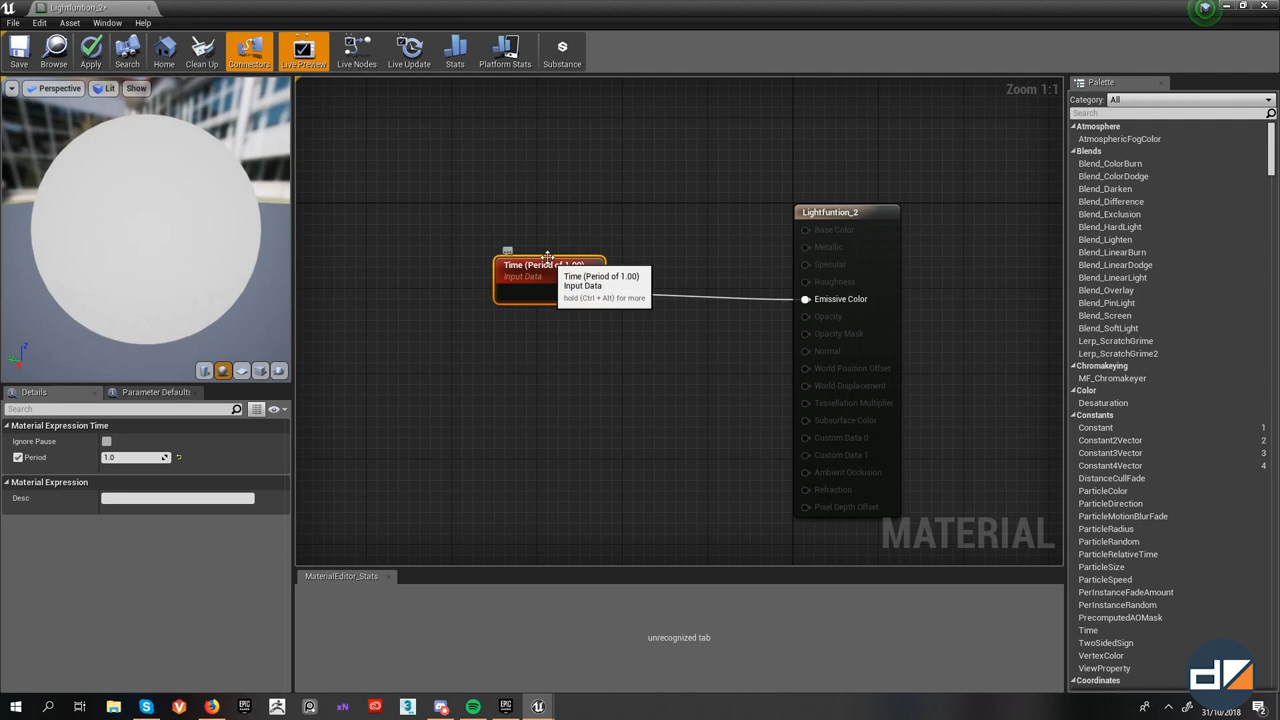 Lightfuntion_2*
File Edit Asset Window Help
Save Browse Apply Search Home Clean Up Connectors Live Preview Live Nodes Live Update Stats Platform Stats Substance
Perspective Lit Show
Zoom 1:1
Palette
Category: All
Search
Atmosphere
AtmosphericFogColor
Blends
Blend_ColorBurn
Blend_ColorDodge
Blend_Darken
Blend_Difference
Blend_Exclusion
Blend_HardLight
Blend_Lighten
Blend_LinearBurn
Blend_LinearDodge
Blend_LinearLight
Blend_Overlay
Blend_PinLight
Blend_Screen
Blend_SoftLight
Lerp_ScratchGrime
Lerp_ScratchGrime2
Chromakeying
MF_Chromakeyer
Color
Desaturation
Constants
Constant 1
Constant2Vector 2
Constant3Vector 3
Constant4Vector 4
DistanceCullFade
ParticleColor
ParticleDirection
ParticleMotionBlurFade
ParticleRadius
ParticleRandom
ParticleRelativeTime
ParticleSize
ParticleSpeed
PerInstanceFadeAmount
PerInstanceRandom
PrecomputedAOMask
Time
TwoSidedSign
VertexColor
ViewProperty
Coordinates
Time (Period of 1.00)
Input Data
Time (Period of 1.00)
Input Data
hold (Ctrl + Alt) for more
Lightfuntion_2
Base Color
Metallic
Specular
Roughness
Emissive Color
Opacity
Opacity Mask
Normal
World Position Offset
World Displacement
Tessellation Multiplier
Subsurface Color
Custom Data 0
Custom Data 1
Ambient Occlusion
Refraction
Pixel Depth Offset
MATERIAL
Details Parameter Default:
Search
Material Expression Time
Ignore Pause
Period 1.0
Material Expression
Desc
MaterialEditor_Stats
unrecognized tab
31/10/2018